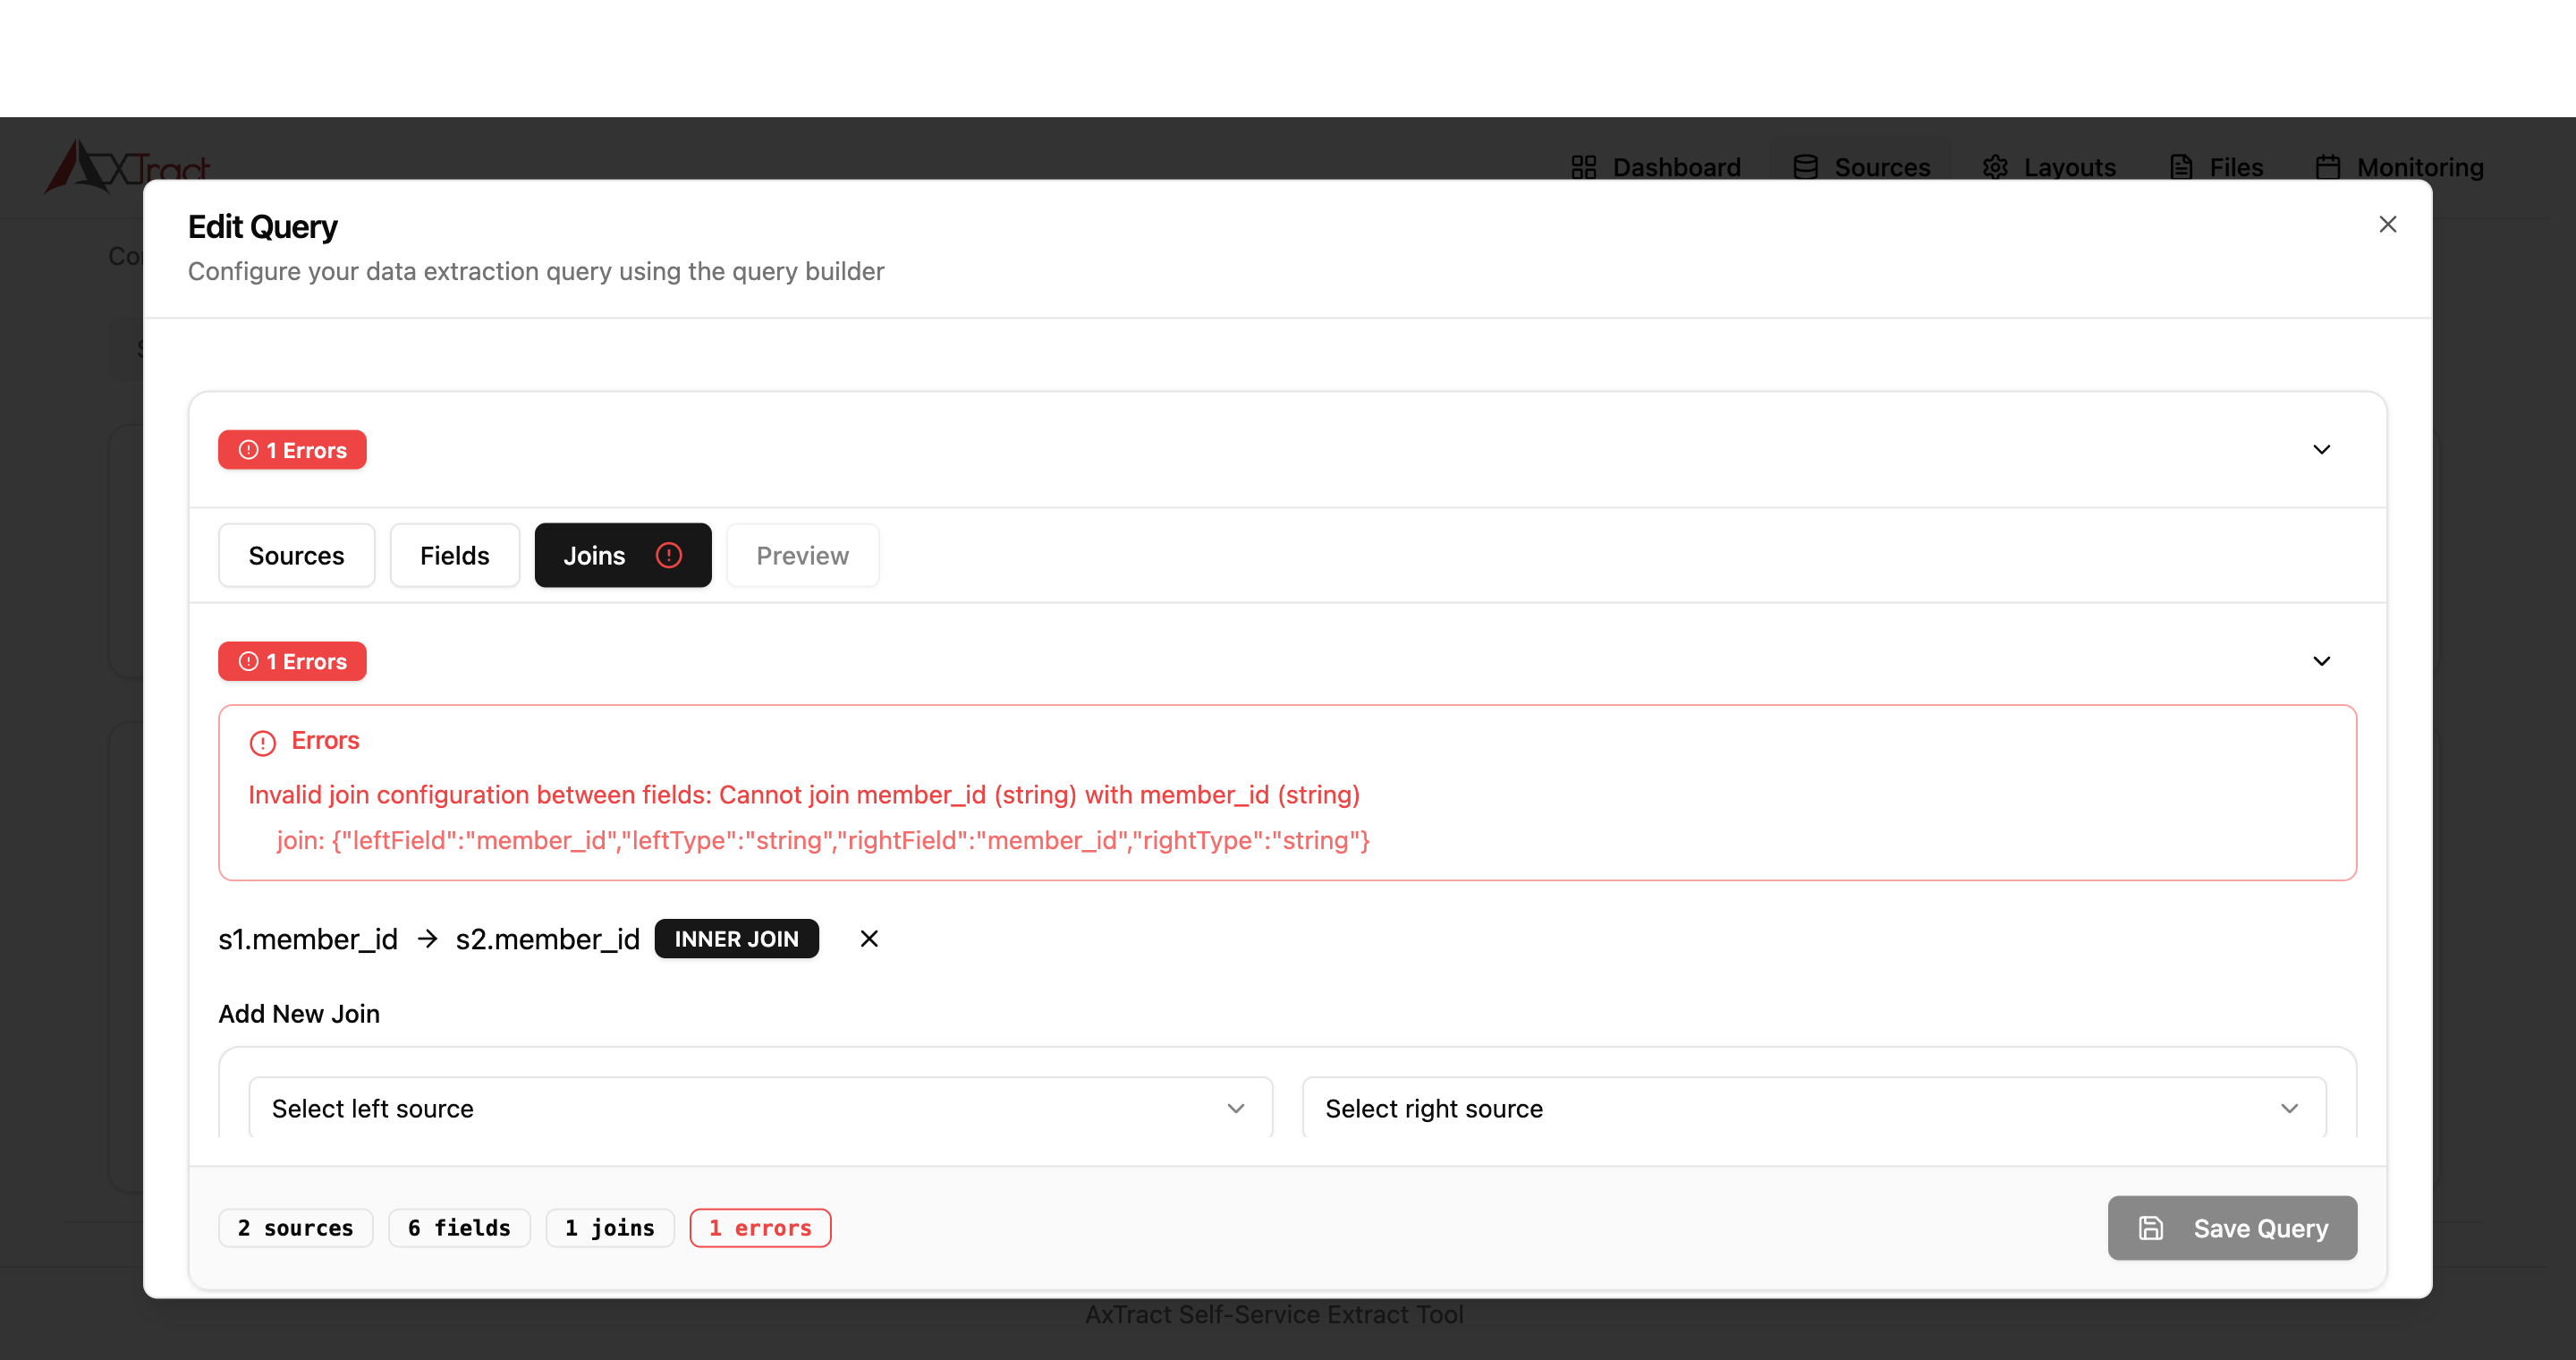 AxTract
Dashboard
Sources
Layouts
Files
Monitoring
Edit Query
Configure your data extraction query using the query builder
1 Errors
Sources
Fields
Joins
Preview
1 Errors
Errors
Invalid join configuration between fields: Cannot join member_id (string) with member_id (string)
join: {"leftField":"member_id","leftType":"string","rightField":"member_id","rightType":"string"}
s1.member_id → s2.member_id INNER JOIN
Add New Join
Select left source
Select right source
2 sources
6 fields
1 joins
1 errors
Save Query
AxTract Self-Service Extract Tool